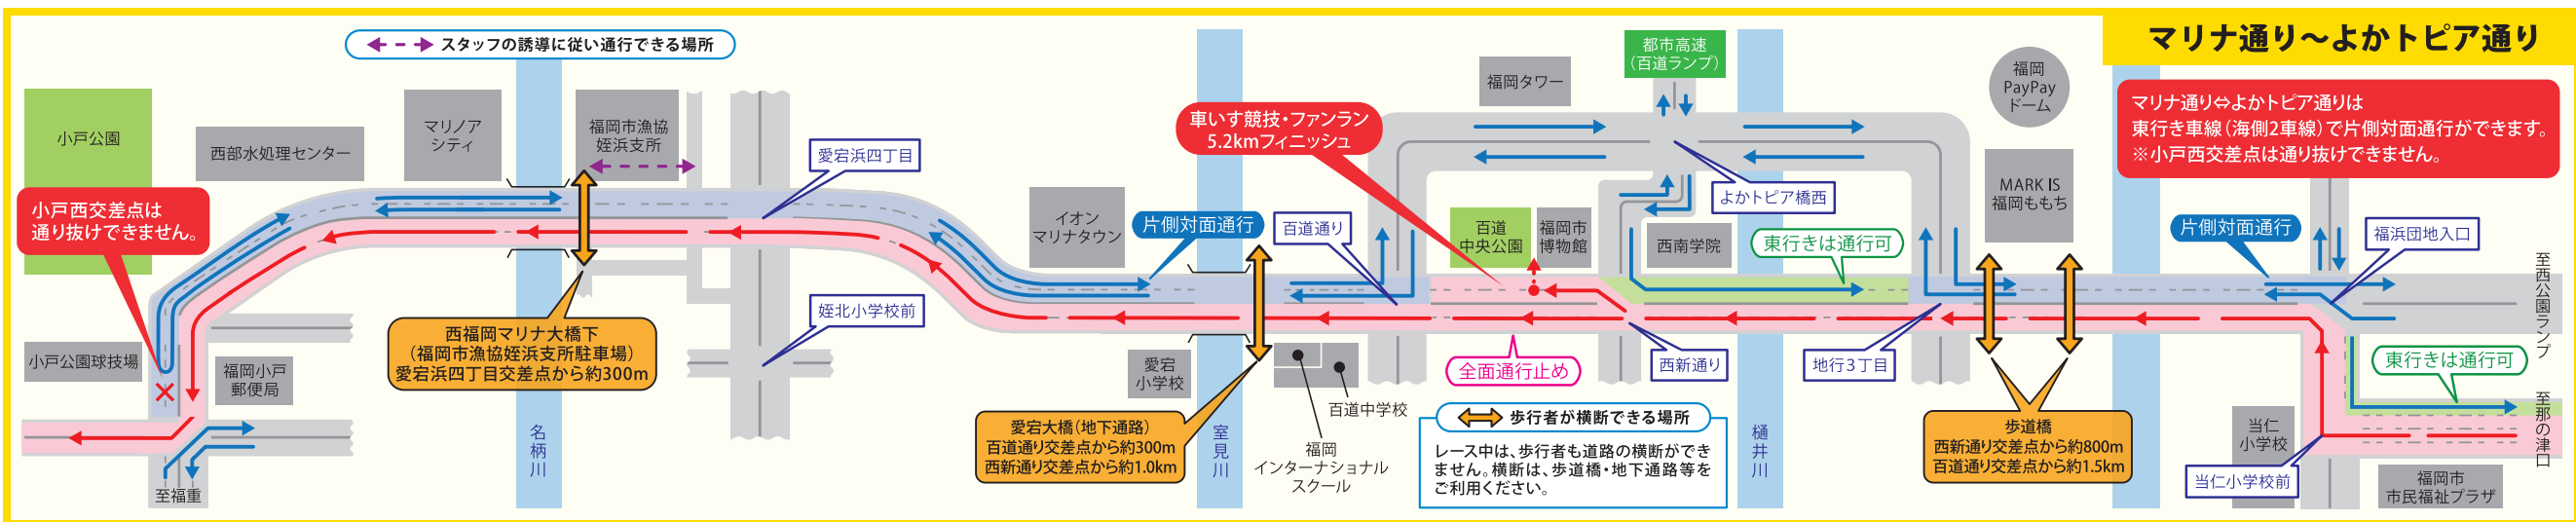 マリナ通り～よかトピア通り
スタッフの誘導に従い通行できる場所
小戸公園
西部水処理センター
マリノア
シティ
福岡市漁協
姪浜支所
愛宕浜四丁目
小戸西交差点は
通り抜けできません。
小戸公園球技場
福岡小戸
郵便局
至福重
西福岡マリナ大橋下
（福岡市漁協姪浜支所駐車場）
愛宕浜四丁目交差点から約300m
名柄川
姪北小学校前
イオン
マリナタウン
片側対面通行
車いす競技・ファンラン
5.2kmフィニッシュ
百道通り
愛宕
小学校
愛宕大橋（地下通路）
百道通り交差点から約300m
西新通り交差点から約1.0km
室見川
百道中学校
福岡
インターナショナル
スクール
福岡タワー
都市高速
（百道ランプ）
よかトピア橋西
百道
中央公園
福岡市
博物館
西南学院
東行きは通行可
全面通行止め
西新通り
地行3丁目
歩行者が横断できる場所
レース中は、歩行者も道路の横断ができ
ません。横断は、歩道橋・地下通路等を
ご利用ください。
樋井川
福岡
PayPay
ドーム
MARK IS
福岡ももち
マリナ通り⇔よかトピア通りは
東行き車線（海側2車線）で片側対面通行ができます。
※小戸西交差点は通り抜けできません。
片側対面通行
福浜団地入口
至西公園ランプ
東行きは通行可
至那の津口
歩道橋
西新通り交差点から約800m
百道通り交差点から約1.5km
当仁
小学校
当仁小学校前
福岡市
市民福祉プラザ